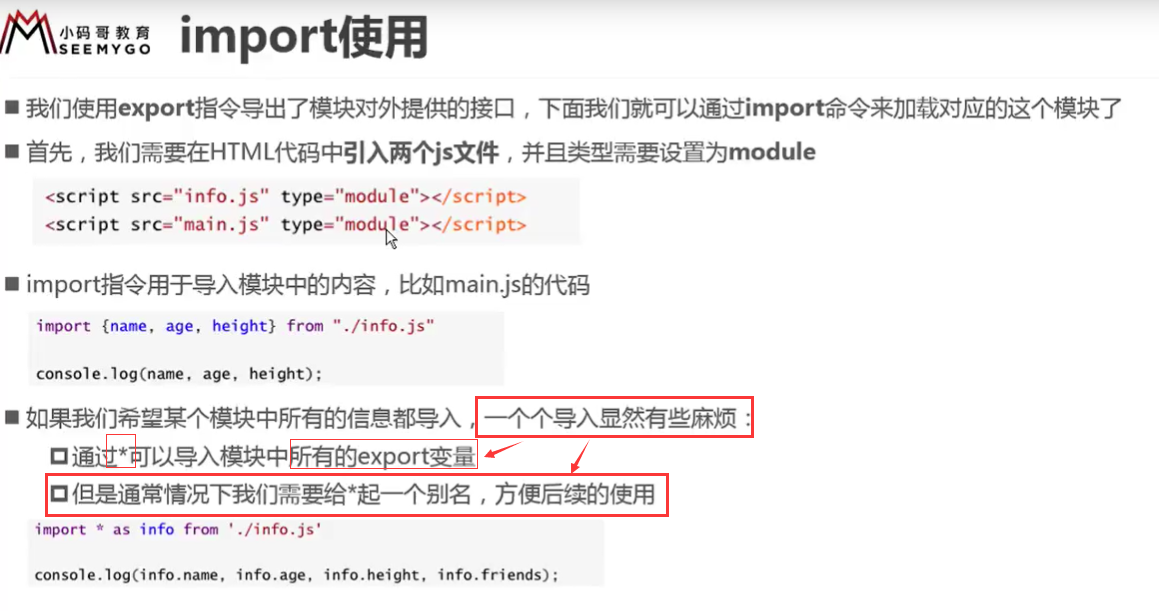 小码哥教育
SEEMYGO
import使用
我们使用export指令导出了模块对外提供的接口，下面我们就可以通过import命令来加载对应的这个模块了
首先，我们需要在HTML代码中引入两个js文件，并且类型需要设置为module
<script src="info.js" type="module"></script>
<script src="main.js" type="module"></script>
import指令用于导入模块中的内容，比如main.js的代码
import {name, age, height} from "./info.js"
console.log(name, age, height);
如果我们希望某个模块中所有的信息都导入，一个个导入显然有些麻烦：
通过*可以导入模块中所有的export变量
但是通常情况下我们需要给*起一个别名，方便后续的使用
import * as info from './info.js'
console.log(info.name, info.age, info.height, info.friends);